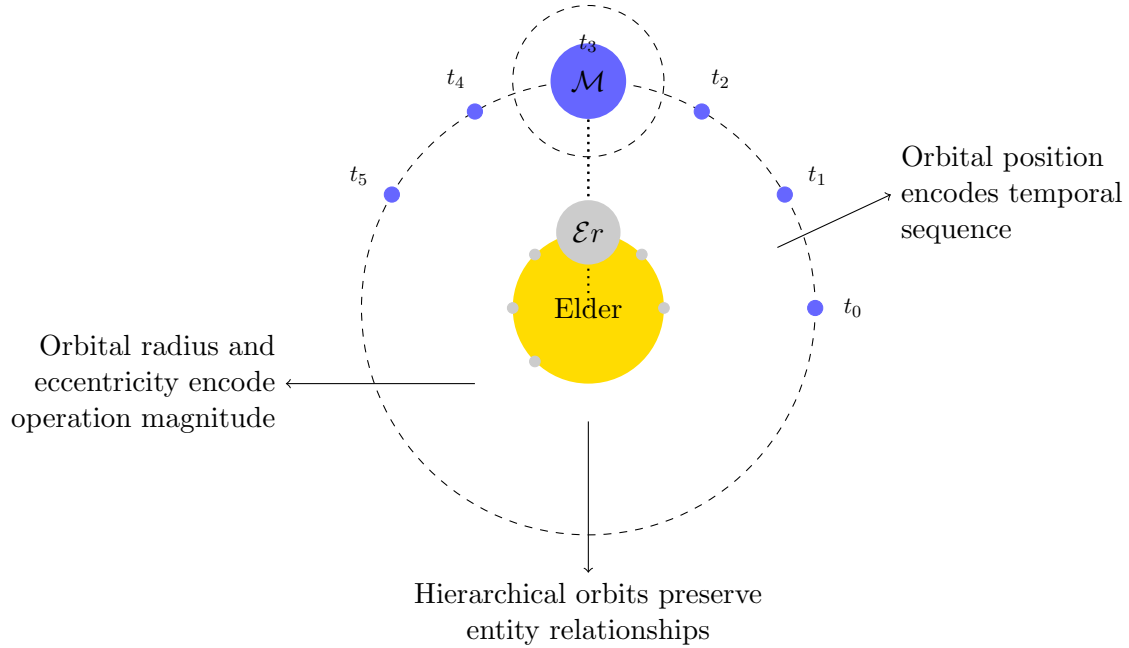 t₃
t₄
ℳ
t₂
t₅
t₁
Orbital position
encodes temporal
sequence
ℰr
Elder
t₀
Orbital radius and
eccentricity encode
operation magnitude
Hierarchical orbits preserve
entity relationships